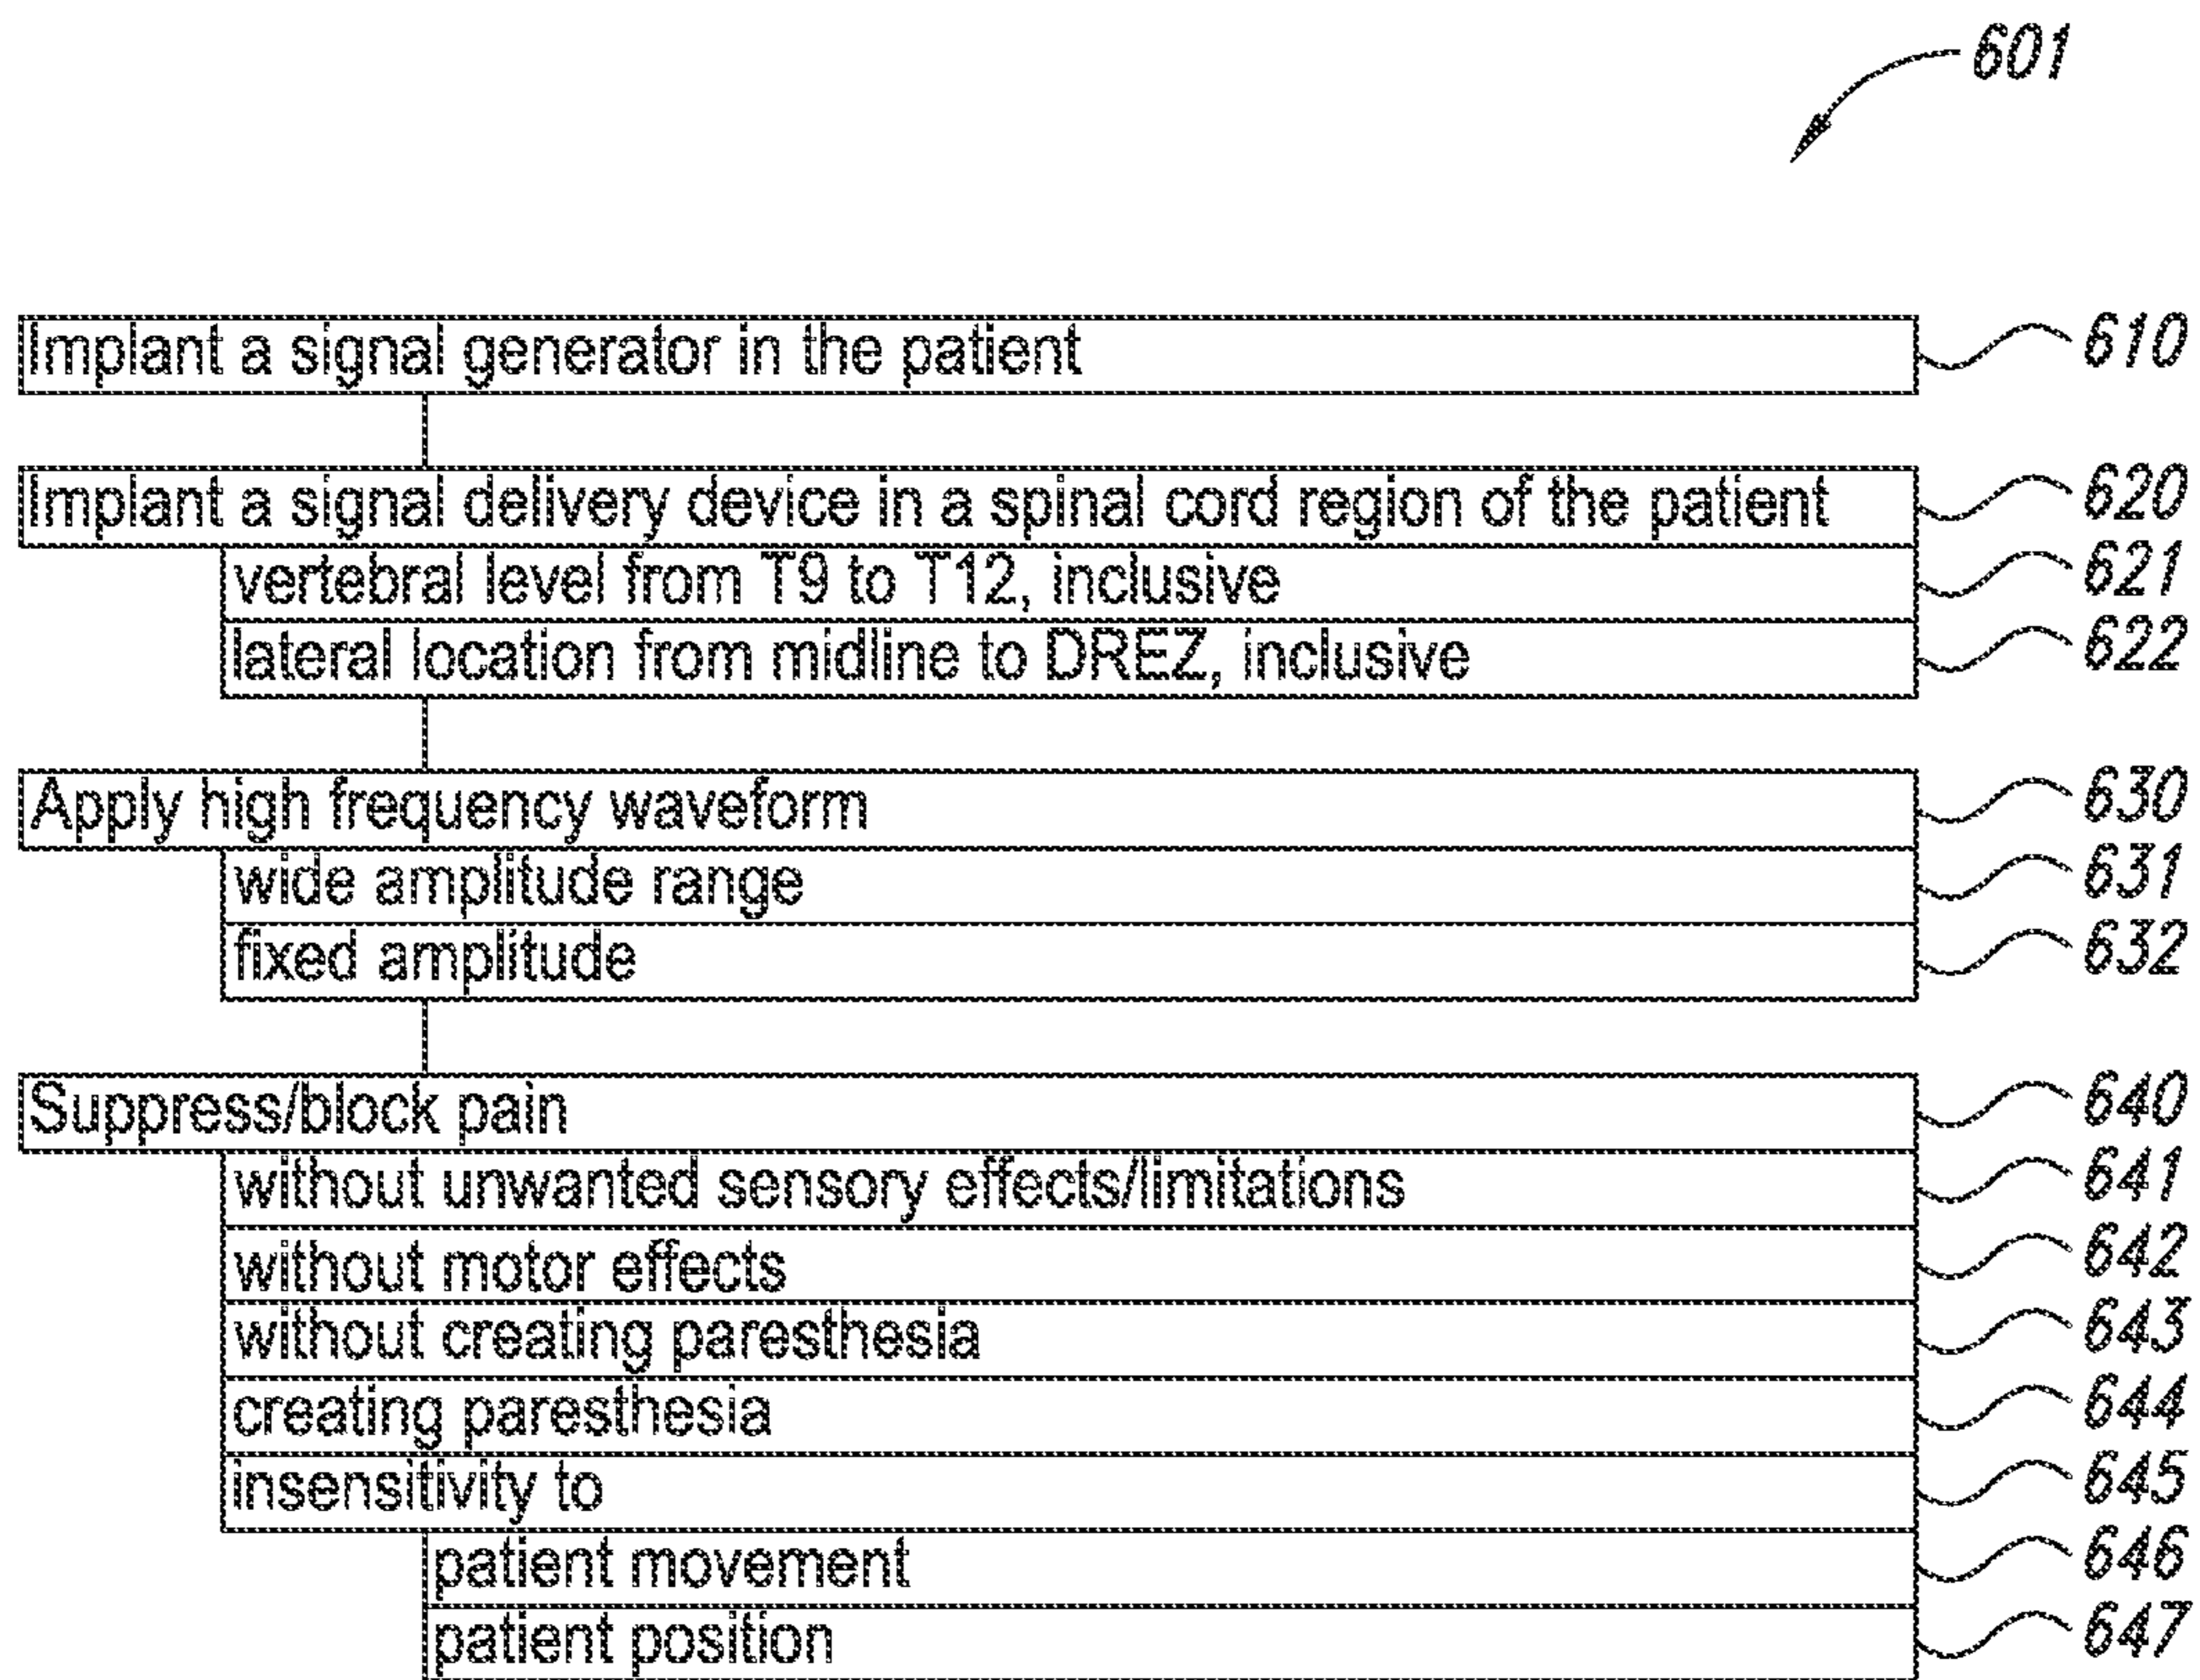 601
Implant a signal generator in the patient 610
Implant a signal delivery device in a spinal cord region of the patient 620
vertebral level from T9 to T12, inclusive 621
lateral location from midline to DREZ, inclusive 622
Apply high frequency waveform 630
wide amplitude range 631
fixed amplitude 632
Suppress/block pain 640
without unwanted sensory effects/limitations 641
without motor effects 642
without creating paresthesia 643
creating paresthesia 644
insensitivity to 645
patient movement 646
patient position 647